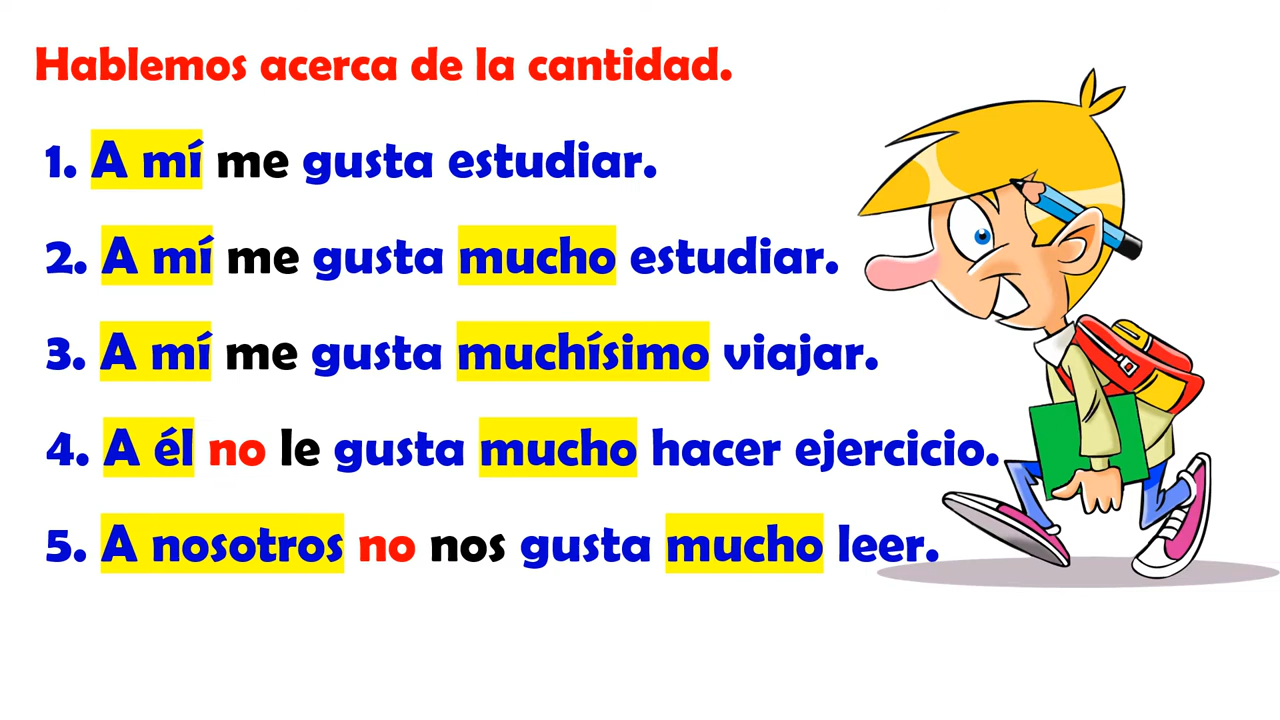 Hablemos acerca de la cantidad.
1. A mí me gusta estudiar.
2. A mí me gusta mucho estudiar.
3. A mí me gusta muchísimo viajar.
4. A él no le gusta mucho hacer ejercicio.
5. A nosotros no nos gusta mucho leer.